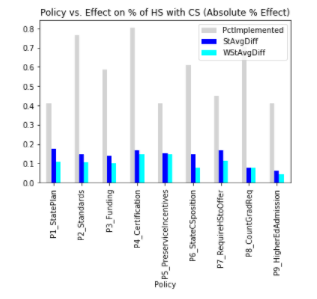 Policy vs. Effect on % of HS with CS (Absolute % Effect)
PctImplemented
StAvgDiff
WStAvgDiff
0.8
0.7
0.6
0.5
0.4
0.3
0.2
0.1
0.0
P1_StatePlan
P2_Standards
P3_Funding
P4_Certification
P5_PreserviceIncentives
P6_StateCSposition
P7_RequireHStoOffer
P8_CountGradReq
P9_HigherEdAdmission
Policy